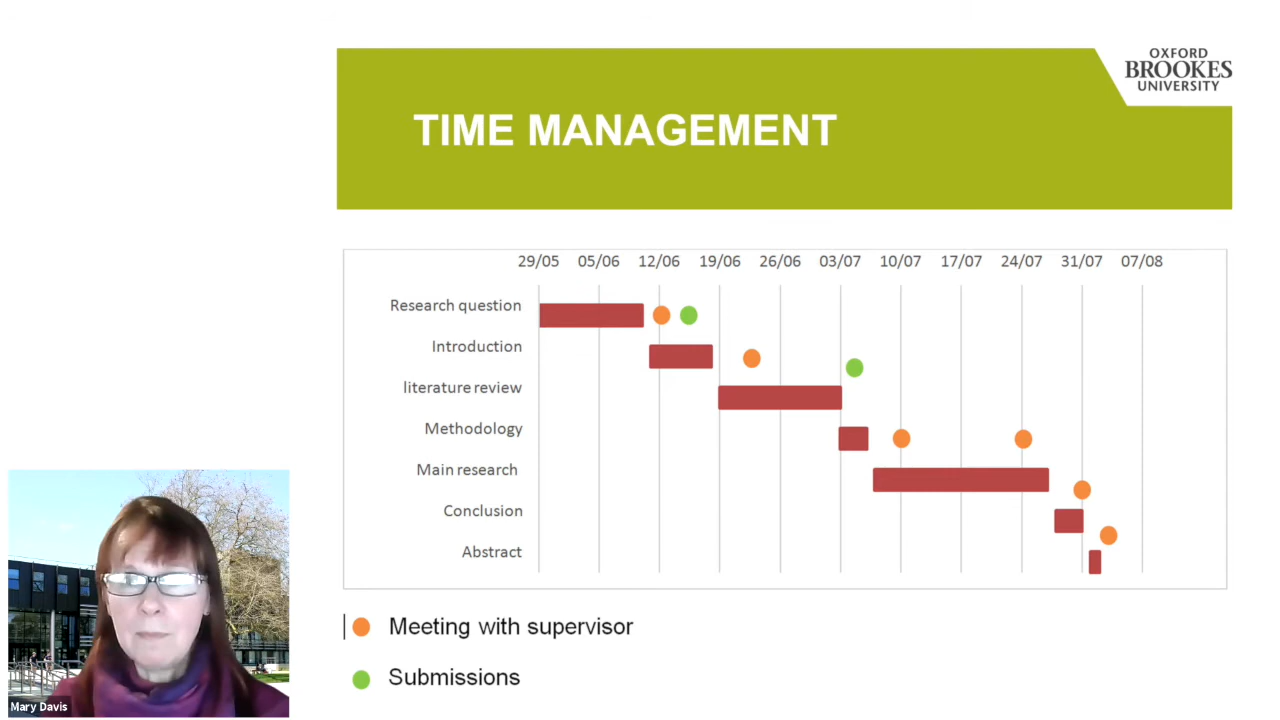 OXFORD
BROOKES
UNIVERSITY
TIME MANAGEMENT
29/05 05/06 12/06 19/06 26/06 03/07 10/07 17/07 24/07 31/07 07/08
Research question
Introduction
literature review
Methodology
Main research
Conclusion
Abstract
Meeting with supervisor
Submissions
Mary Davis